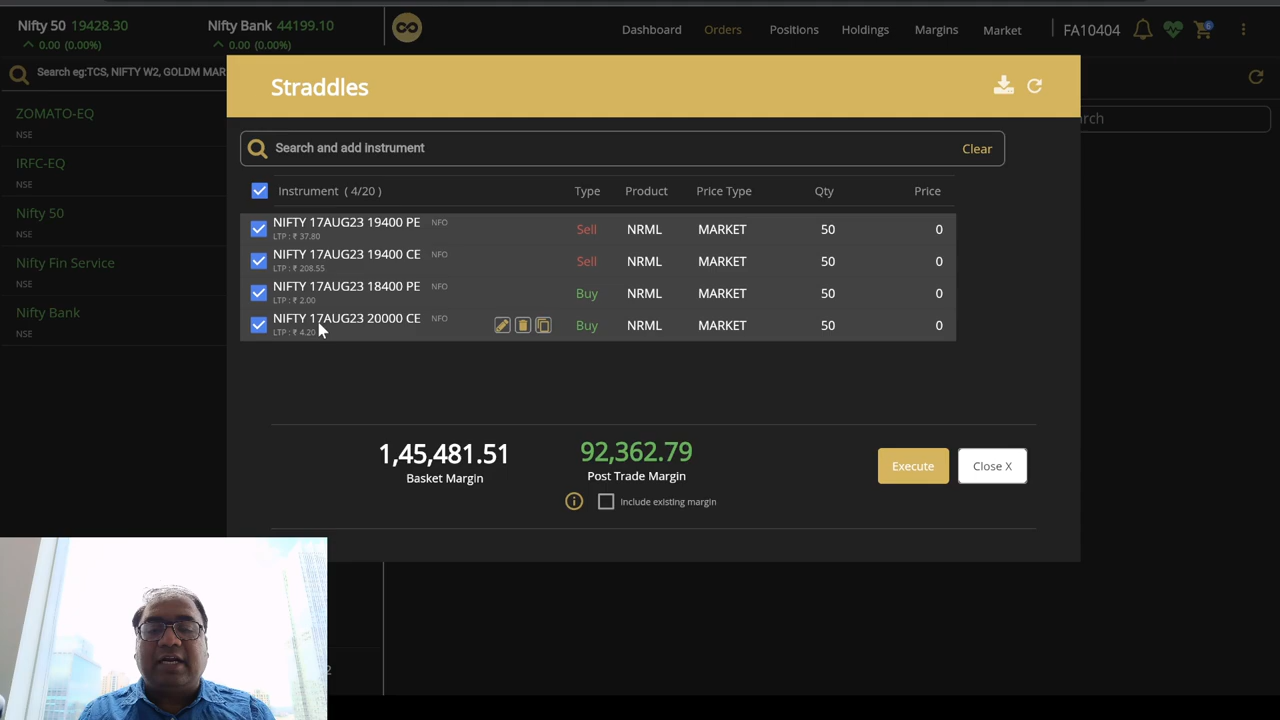 Nifty 50 19428.30
0.00 (0.00%)
Nifty Bank 44199.10
0.00 (0.00%)
Dashboard Orders Positions Holdings Margins Market FA10404 6
Search eg:TCS, NIFTY W2, GOLDM MAR
ZOMATO-EQ
NSE
IRFC-EQ
NSE
Nifty 50
NSE
Nifty Fin Service
NSE
Nifty Bank
NSE
Straddles
Search and add instrument Clear
Instrument ( 4/20 ) Type Product Price Type Qty Price
NIFTY 17AUG23 19400 PE NFO Sell NRML MARKET 50 0
LTP : ₹ 37.80
NIFTY 17AUG23 19400 CE NFO Sell NRML MARKET 50 0
LTP : ₹ 208.55
NIFTY 17AUG23 18400 PE NFO Buy NRML MARKET 50 0
LTP : ₹ 2.00
NIFTY 17AUG23 20000 CE NFO Buy NRML MARKET 50 0
LTP : ₹ 4.20
1,45,481.51
Basket Margin
92,362.79
Post Trade Margin
Include existing margin
Execute
Close X